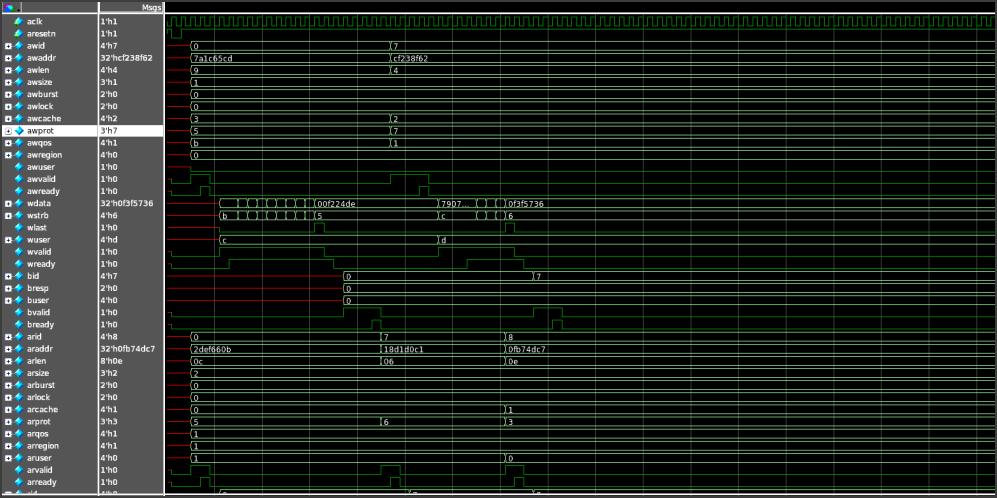 Msgs
aclk 1'h1
aresetn 1'h1
awid 4'h7 0 7
awaddr 32'hcf238f62 7a1c65cd cf238f62
awlen 4'h4 9 4
awsize 3'h1 1
awburst 2'h0 0
awlock 2'h0 0
awcache 4'h2 3 2
awprot 3'h7 5 7
awqos 4'h1 b 1
awregion 4'h0 0
awuser 1'h0
awvalid 1'h0
awready 1'h0
wdata 32'h0f3f5736 00f224de 7907... 0f3f5736
wstrb 4'h6 b 5 c 6
wlast 1'h0
wuser 4'hd c d
wvalid 1'h0
wready 1'h0
bid 4'h7 0 7
bresp 2'h0 0
buser 4'h0 0
bvalid 1'h0
bready 1'h0
arid 4'h8 0 7 8
araddr 32'h0fb74dc7 2def660b 18d1d0c1 0fb74dc7
arlen 8'h0e 0c 06 0e
arsize 3'h2 2
arburst 2'h0 0
arlock 2'h0 0
arcache 4'h1 0 1
arprot 3'h3 5 6 3
arqos 4'h1 1
arregion 4'h1 1
aruser 4'h0 1 0
arvalid 1'h0
arready 1'h0